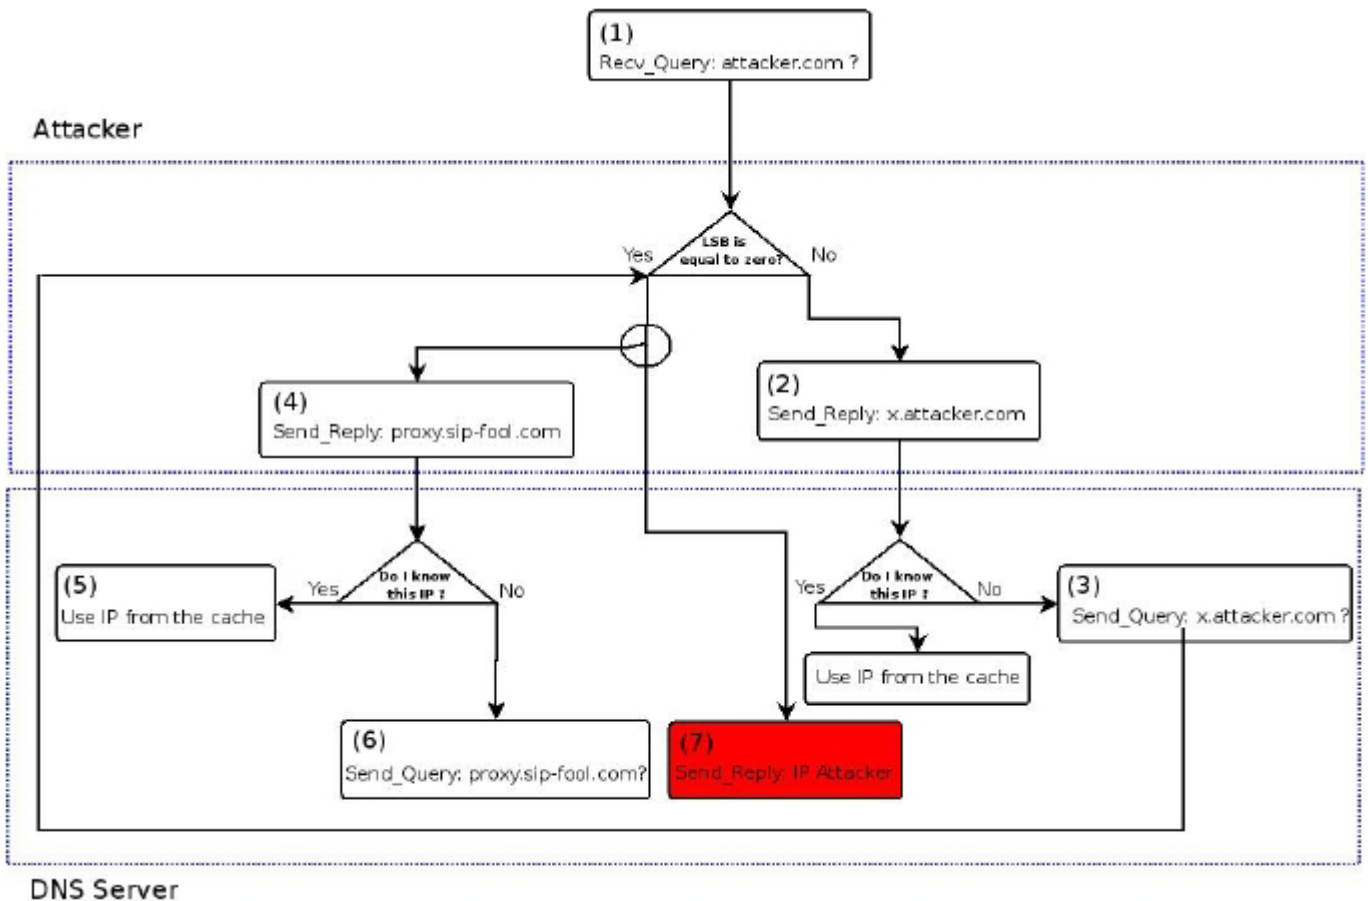 (1)
Recv_Query: attacker.com ?
Attacker
LSB is
equal to zero?
Yes
No
(4)
Send_Reply: proxy.sip-fool.com
(2)
Send_Reply: x.attacker.com
(5)
Use IP from the cache
Yes
Do I know
this IP ?
No
Yes
Do I know
this IP ?
No
(3)
Send_Query: x.attacker.com ?
Use IP from the cache
(6)
Send_Query: proxy.sip-fool.com?
(7)
Send_Reply: IP Attacker
DNS Server